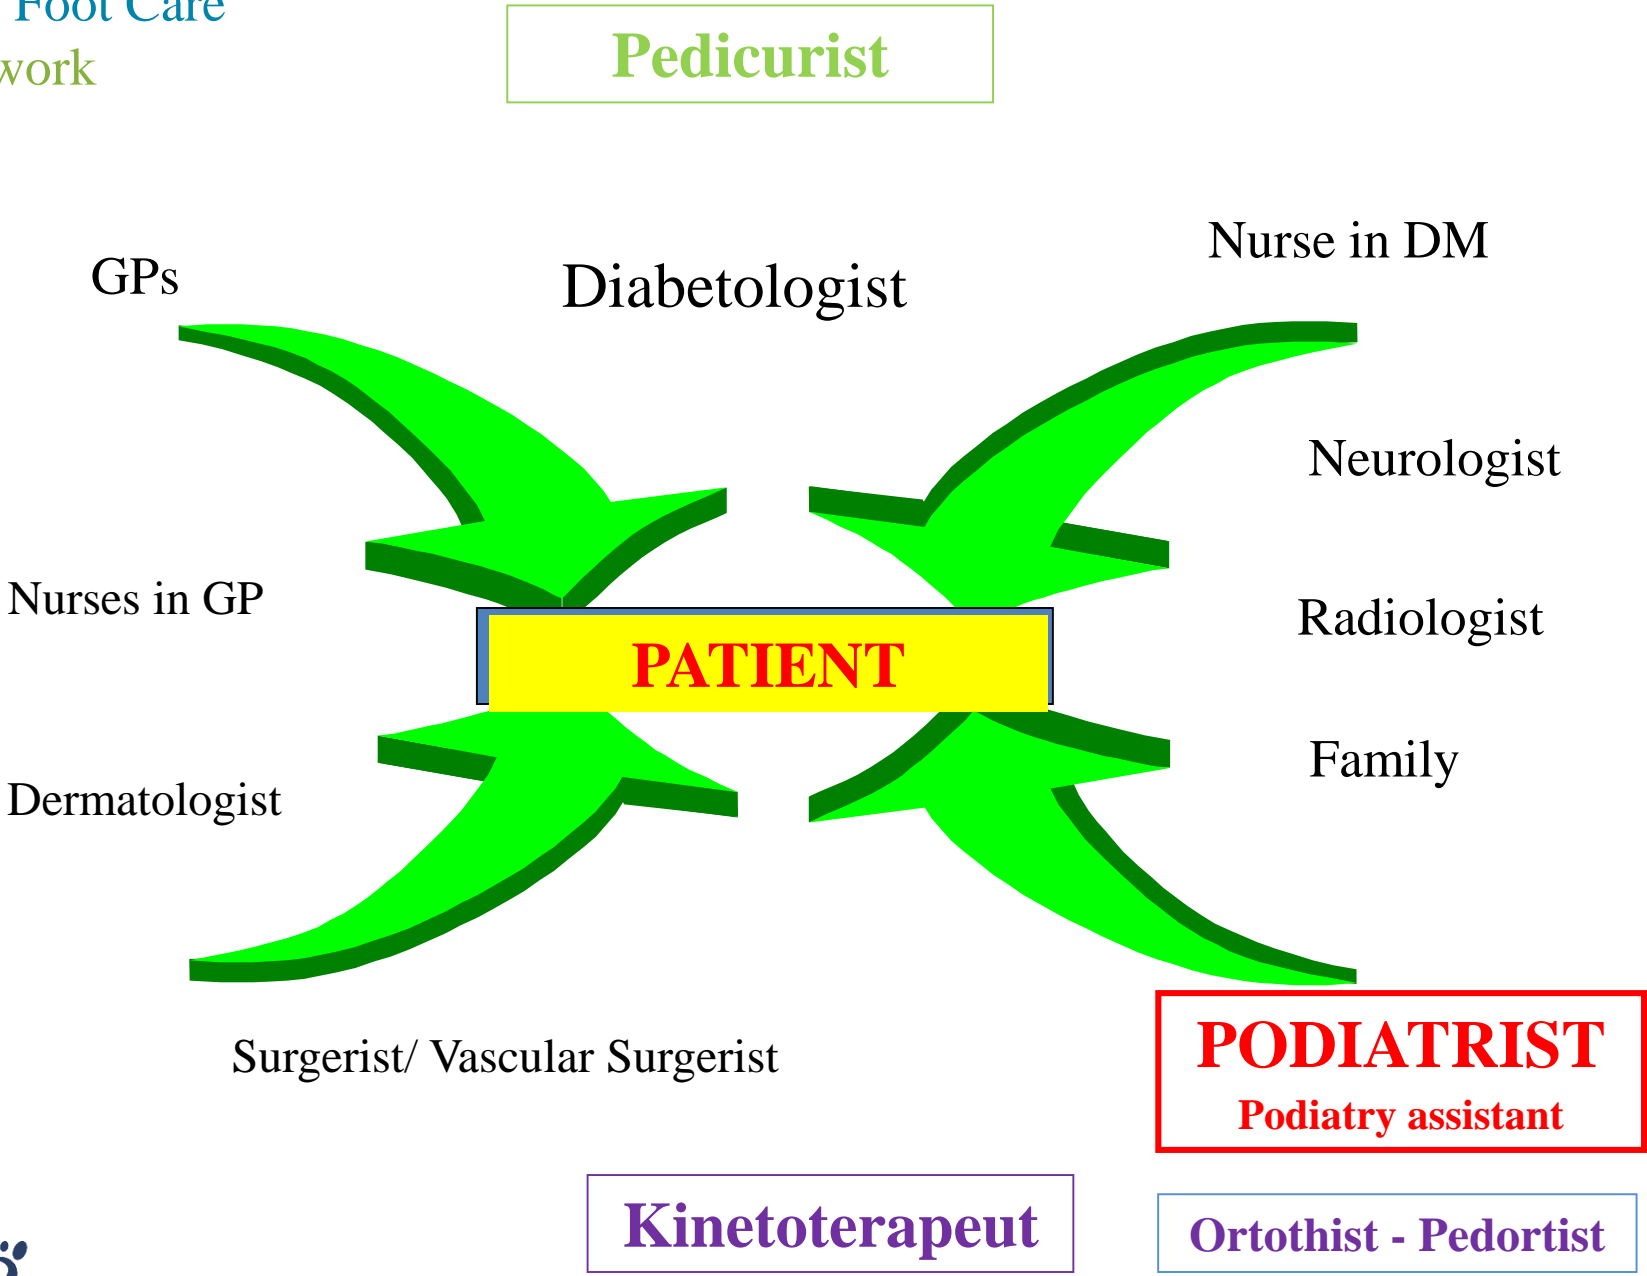 Foot Care
work
Pedicurist
Nurse in DM
GPs
Diabetologist
Neurologist
Nurses in GP
Radiologist
PATIENT
Family
Dermatologist
Surgerist/ Vascular Surgerist
PODIATRIST
Podiatry assistant
Kinetoterapeut
Ortothist - Pedortist